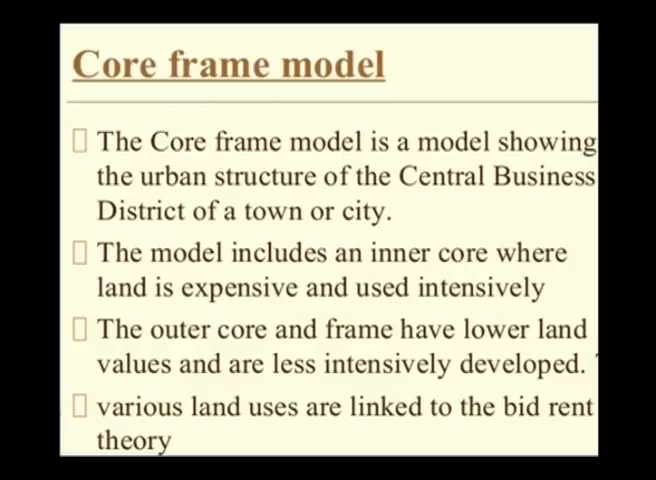 Core frame model
The Core frame model is a model showing
the urban structure of the Central Business
District of a town or city.
The model includes an inner core where
land is expensive and used intensively
The outer core and frame have lower land
values and are less intensively developed.
various land uses are linked to the bid rent
theory